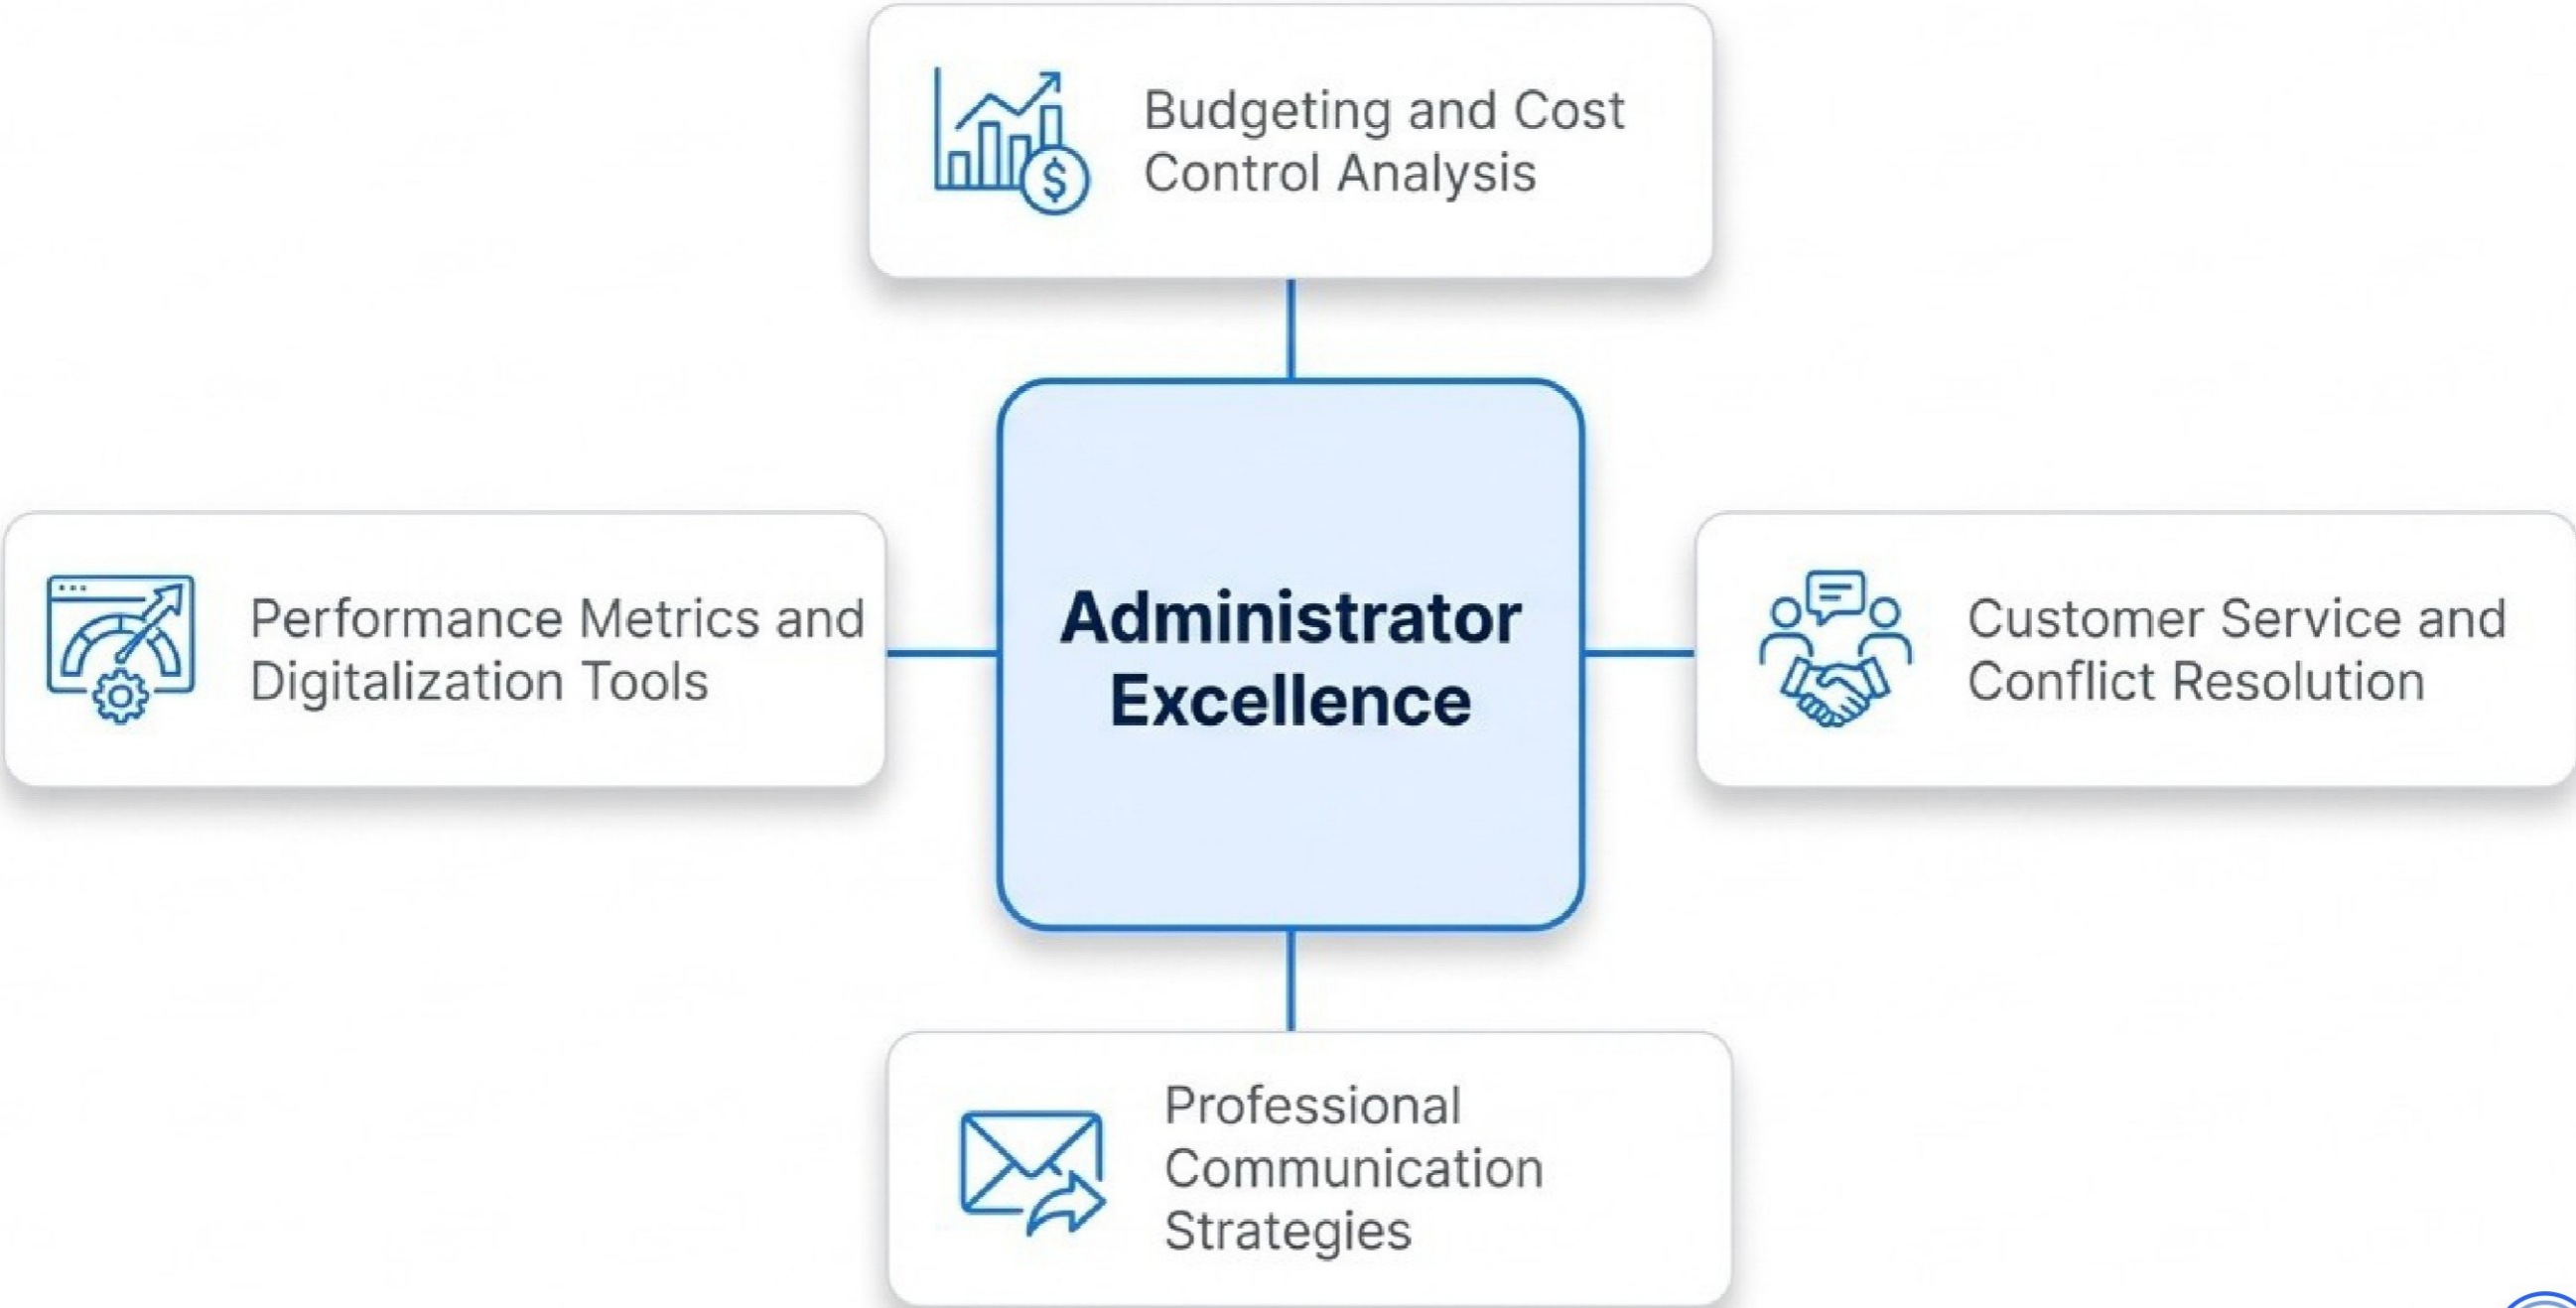 Budgeting and Cost
Control Analysis
Performance Metrics and
Digitalization Tools
Administrator
Excellence
Customer Service and
Conflict Resolution
Professional
Communication
Strategies